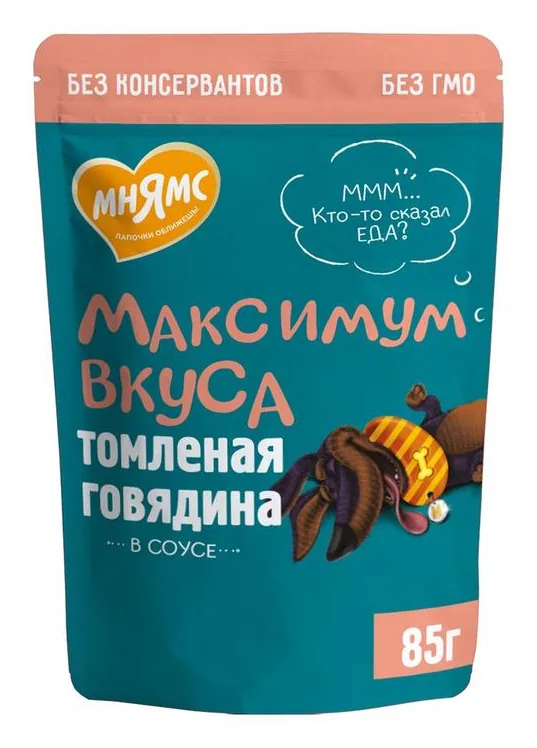 БЕЗ КОНСЕРВАНТОВ БЕЗ ГМО
МНЯМС
ЛАПОЧКИ ОБЛИЖЕШЬ!
МММ...
Кто-то сказал
ЕДА?
МАКСИМУМ
ВКУСА
ТОМЛЕНАЯ
ГОВЯДИНА
В СОУСЕ
85г